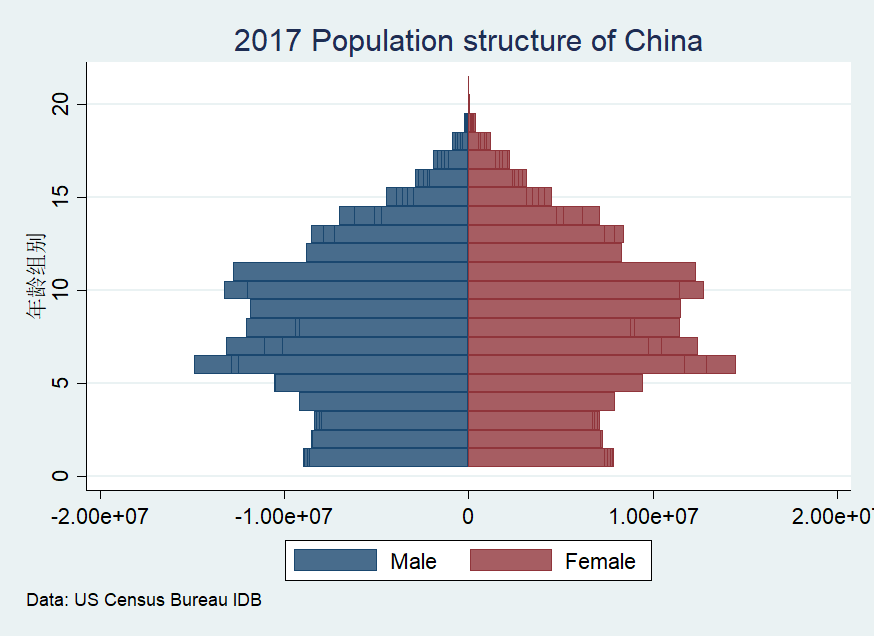 2017 Population structure of China
年龄组别
20
15
10
5
0
-2.00e+07 -1.00e+07 0 1.00e+07 2.00e+07
Male Female
Data: US Census Bureau IDB